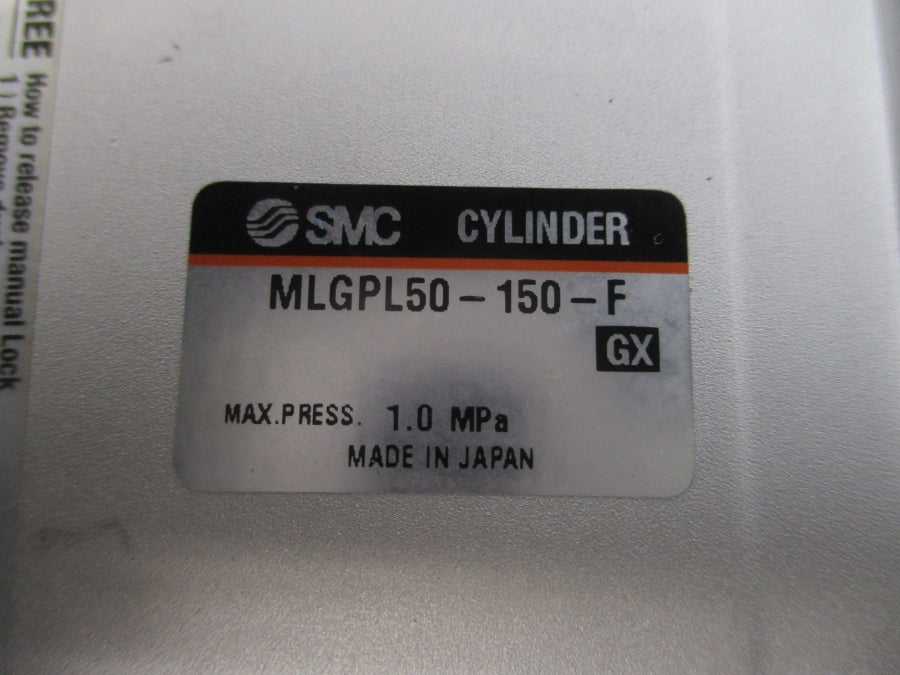 SMC CYLINDER
MLGPL50-150-F
GX
MAX.PRESS. 1.0 MPa
MADE IN JAPAN
REE
How to release manual Lock